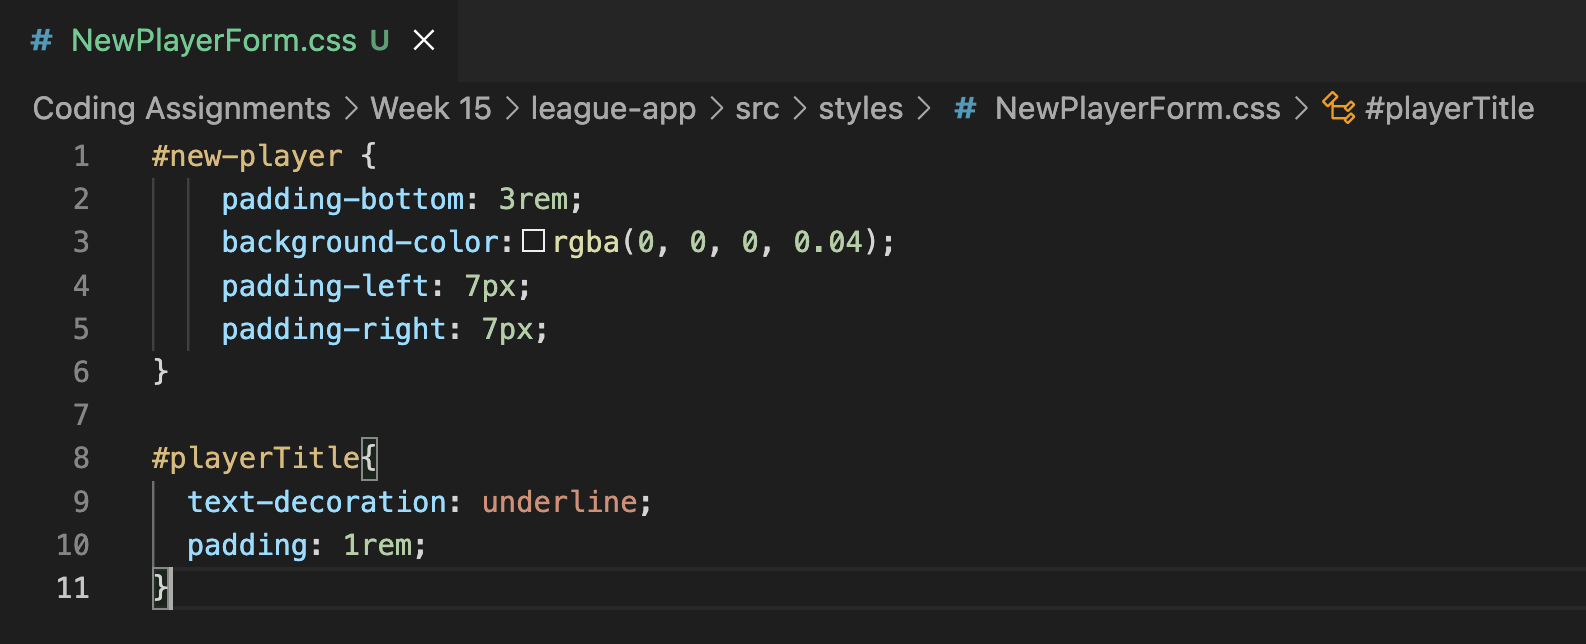 # NewPlayerForm.css U
Coding Assignments > Week 15 > league-app > src > styles > # NewPlayerForm.css > #playerTitle
1 #new-player {
2 padding-bottom: 3rem;
3 background-color: rgba(0, 0, 0, 0.04);
4 padding-left: 7px;
5 padding-right: 7px;
6 }
7
8 #playerTitle{
9 text-decoration: underline;
10 padding: 1rem;
11 }